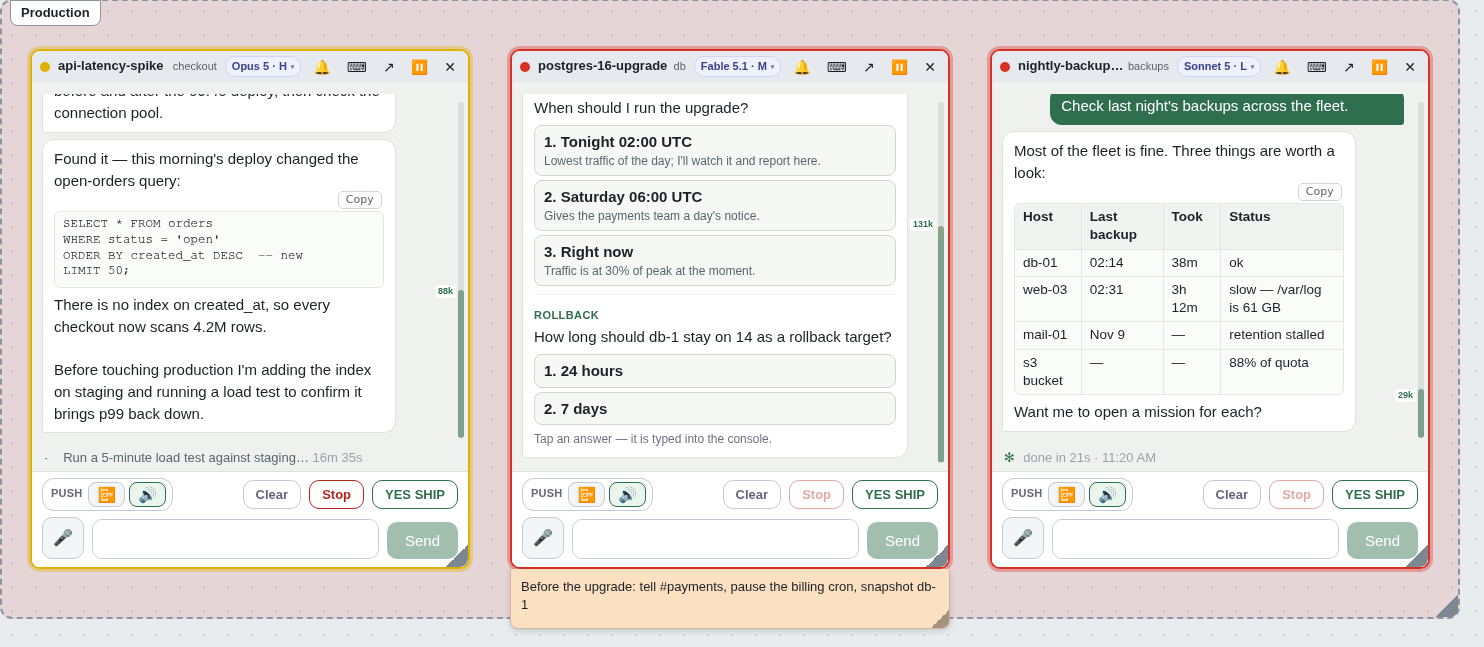 Production
api-latency-spike checkout Opus 5 · H
connection pool.
Found it — this morning's deploy changed the
open-orders query:
Copy
SELECT * FROM orders
WHERE status = 'open'
ORDER BY created_at DESC  -- new
LIMIT 50;
There is no index on created_at, so every
checkout now scans 4.2M rows.
Before touching production I'm adding the index
on staging and running a load test to confirm it
brings p99 back down.
88k
· Run a 5-minute load test against staging… 16m 35s
PUSH OFF Clear Stop YES SHIP
Send
postgres-16-upgrade db Fable 5.1 · M
When should I run the upgrade?
1. Tonight 02:00 UTC
Lowest traffic of the day; I'll watch it and report here.
2. Saturday 06:00 UTC
Gives the payments team a day's notice.
3. Right now
Traffic is at 30% of peak at the moment.
131k
ROLLBACK
How long should db-1 stay on 14 as a rollback target?
1. 24 hours
2. 7 days
Tap an answer — it is typed into the console.
PUSH OFF Clear Stop YES SHIP
Send
Before the upgrade: tell #payments, pause the billing cron, snapshot db-
1
nightly-backup… backups Sonnet 5 · L
Check last night's backups across the fleet.
Most of the fleet is fine. Three things are worth a
look:
Copy
Host Last Took Status
backup
db-01 02:14 38m ok
web-03 02:31 3h slow — /var/log
12m is 61 GB
mail-01 Nov 9 — retention stalled
s3 — — 88% of quota
bucket
29k
Want me to open a mission for each?
done in 21s · 11:20 AM
PUSH OFF Clear Stop YES SHIP
Send